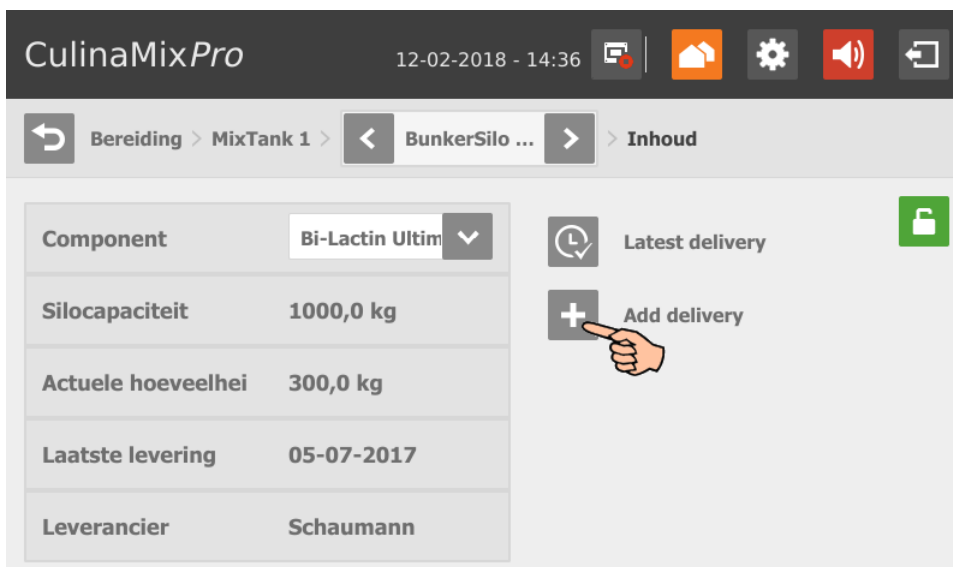 CulinaMixPro 12-02-2018 - 14:36
Bereiding > MixTank 1 > BunkerSilo ... > Inhoud
Component Bi-Lactin Ultim
Latest delivery
Silocapaciteit 1000,0 kg
Add delivery
Actuele hoeveelhei 300,0 kg
Laatste levering 05-07-2017
Leverancier Schaumann